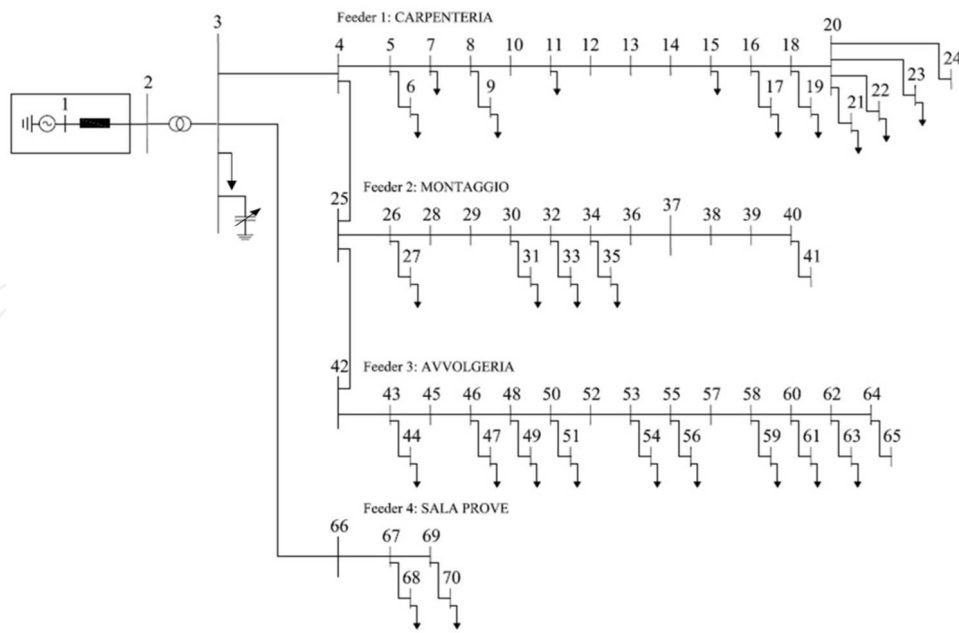 Feeder 1: CARPENTERIA
3
4 5 7 8 10 11 12 13 14 15 16 18 20
24
6 9 17 19 21 22 23
1 2
Feeder 2: MONTAGGIO
25 26 28 29 30 32 34 36 37 38 39 40
27 31 33 35 41
Feeder 3: AVVOLGERIA
42 43 45 46 48 50 52 53 55 57 58 60 62 64
44 47 49 51 54 56 59 61 63 65
Feeder 4: SALA PROVE
66 67 69
68 70